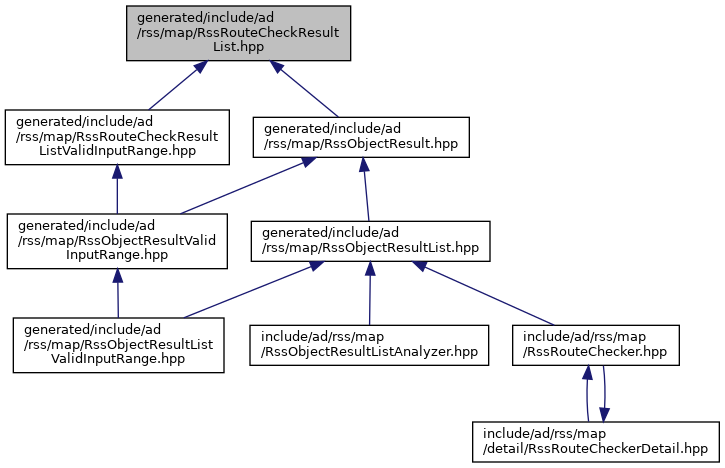 generated/include/ad
/rss/map/RssRouteCheckResult
List.hpp
generated/include/ad
/rss/map/RssRouteCheckResult
ListValidInputRange.hpp
generated/include/ad
/rss/map/RssObjectResult.hpp
generated/include/ad
/rss/map/RssObjectResultValid
InputRange.hpp
generated/include/ad
/rss/map/RssObjectResultList.hpp
generated/include/ad
/rss/map/RssObjectResultList
ValidInputRange.hpp
include/ad/rss/map
/RssObjectResultListAnalyzer.hpp
include/ad/rss/map
/RssRouteChecker.hpp
include/ad/rss/map
/detail/RssRouteCheckerDetail.hpp